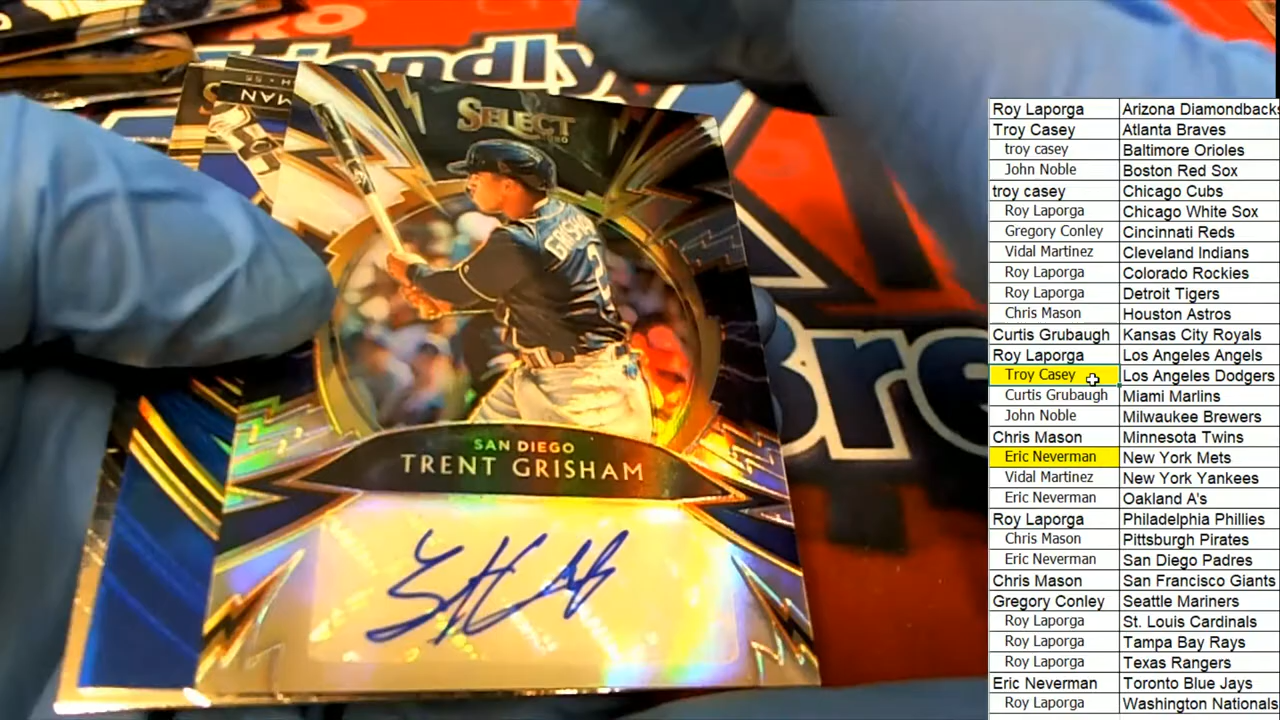 RO
Friendly
MAN
SELECT
GRISHAM
2
SAN DIEGO
TRENT GRISHAM
Bre
Roy Laporga Arizona Diamondback
Troy Casey Atlanta Braves
troy casey Baltimore Orioles
John Noble Boston Red Sox
troy casey Chicago Cubs
Roy Laporga Chicago White Sox
Gregory Conley Cincinnati Reds
Vidal Martinez Cleveland Indians
Roy Laporga Colorado Rockies
Roy Laporga Detroit Tigers
Chris Mason Houston Astros
Curtis Grubaugh Kansas City Royals
Roy Laporga Los Angeles Angels
Troy Casey Los Angeles Dodgers
Curtis Grubaugh Miami Marlins
John Noble Milwaukee Brewers
Chris Mason Minnesota Twins
Eric Neverman New York Mets
Vidal Martinez New York Yankees
Eric Neverman Oakland A's
Roy Laporga Philadelphia Phillies
Chris Mason Pittsburgh Pirates
Eric Neverman San Diego Padres
Chris Mason San Francisco Giants
Gregory Conley Seattle Mariners
Roy Laporga St. Louis Cardinals
Roy Laporga Tampa Bay Rays
Roy Laporga Texas Rangers
Eric Neverman Toronto Blue Jays
Roy Laporga Washington Nationals